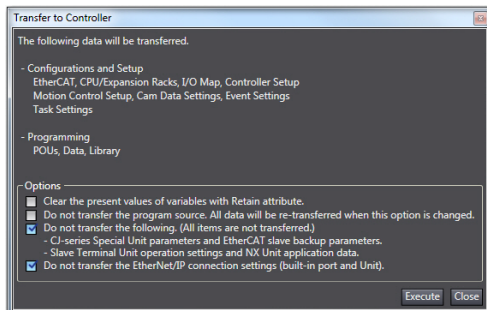 Transfer to Controller
The following data will be transferred.
- Configurations and Setup
EtherCAT, CPU/Expansion Racks, I/O Map, Controller Setup
Motion Control Setup, Cam Data Settings, Event Settings
Task Settings
- Programming
POUs, Data, Library
Options
Clear the present values of variables with Retain attribute.
Do not transfer the program source. All data will be re-transferred when this option is changed.
Do not transfer the following. (All items are not transferred.)
- CJ-series Special Unit parameters and EtherCAT slave backup parameters.
- Slave Terminal Unit operation settings and NX Unit application data.
Do not transfer the EtherNet/IP connection settings (built-in port and Unit).
Execute Close